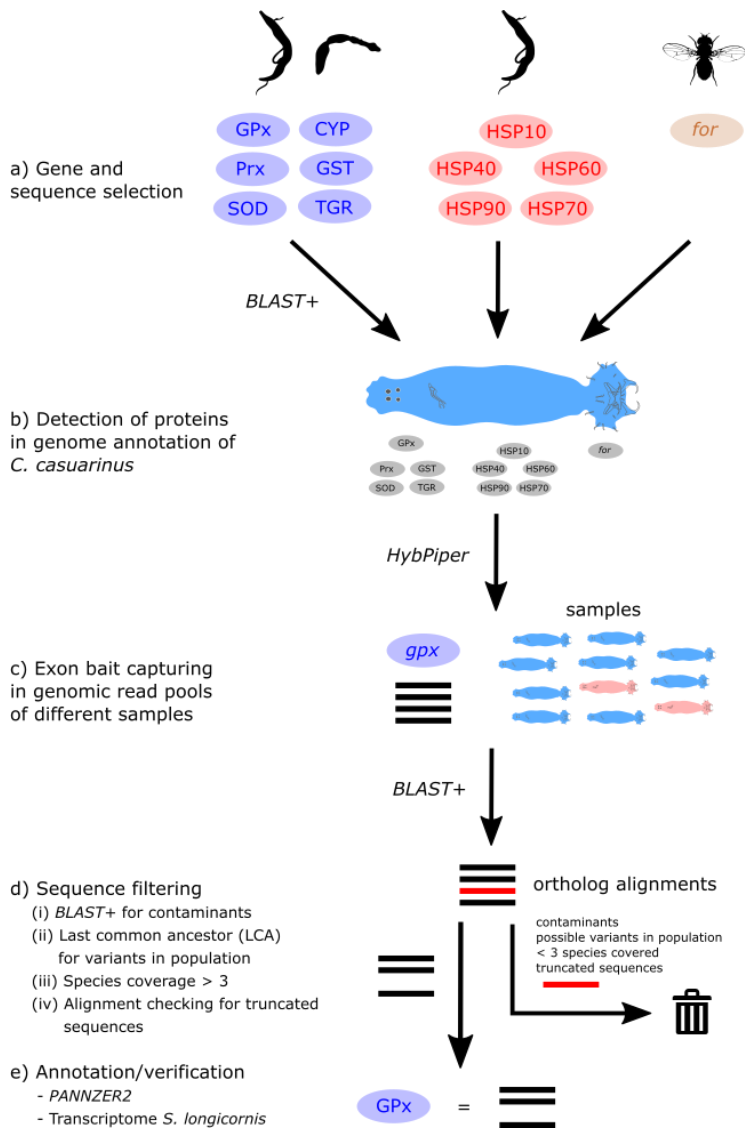 GPx CYP
HSP10
for
a) Gene and
sequence selection
Prx GST
HSP40 HSP60
SOD TGR
HSP90 HSP70
BLAST+
b) Detection of proteins
in genome annotation of
C. casuarinus
GPx
HSP10
for
Prx GST
HSP40 HSP60
SOD TGR
HSP90 HSP70
HybPiper
samples
gpx
c) Exon bait capturing
in genomic read pools
of different samples
BLAST+
d) Sequence filtering
(i) BLAST+ for contaminants
(ii) Last common ancestor (LCA)
for variants in population
(iii) Species coverage > 3
(iv) Alignment checking for truncated
sequences
ortholog alignments
contaminants
possible variants in population
< 3 species covered
truncated sequences
e) Annotation/verification
- PANNZER2
- Transcriptome S. longicornis
GPx =